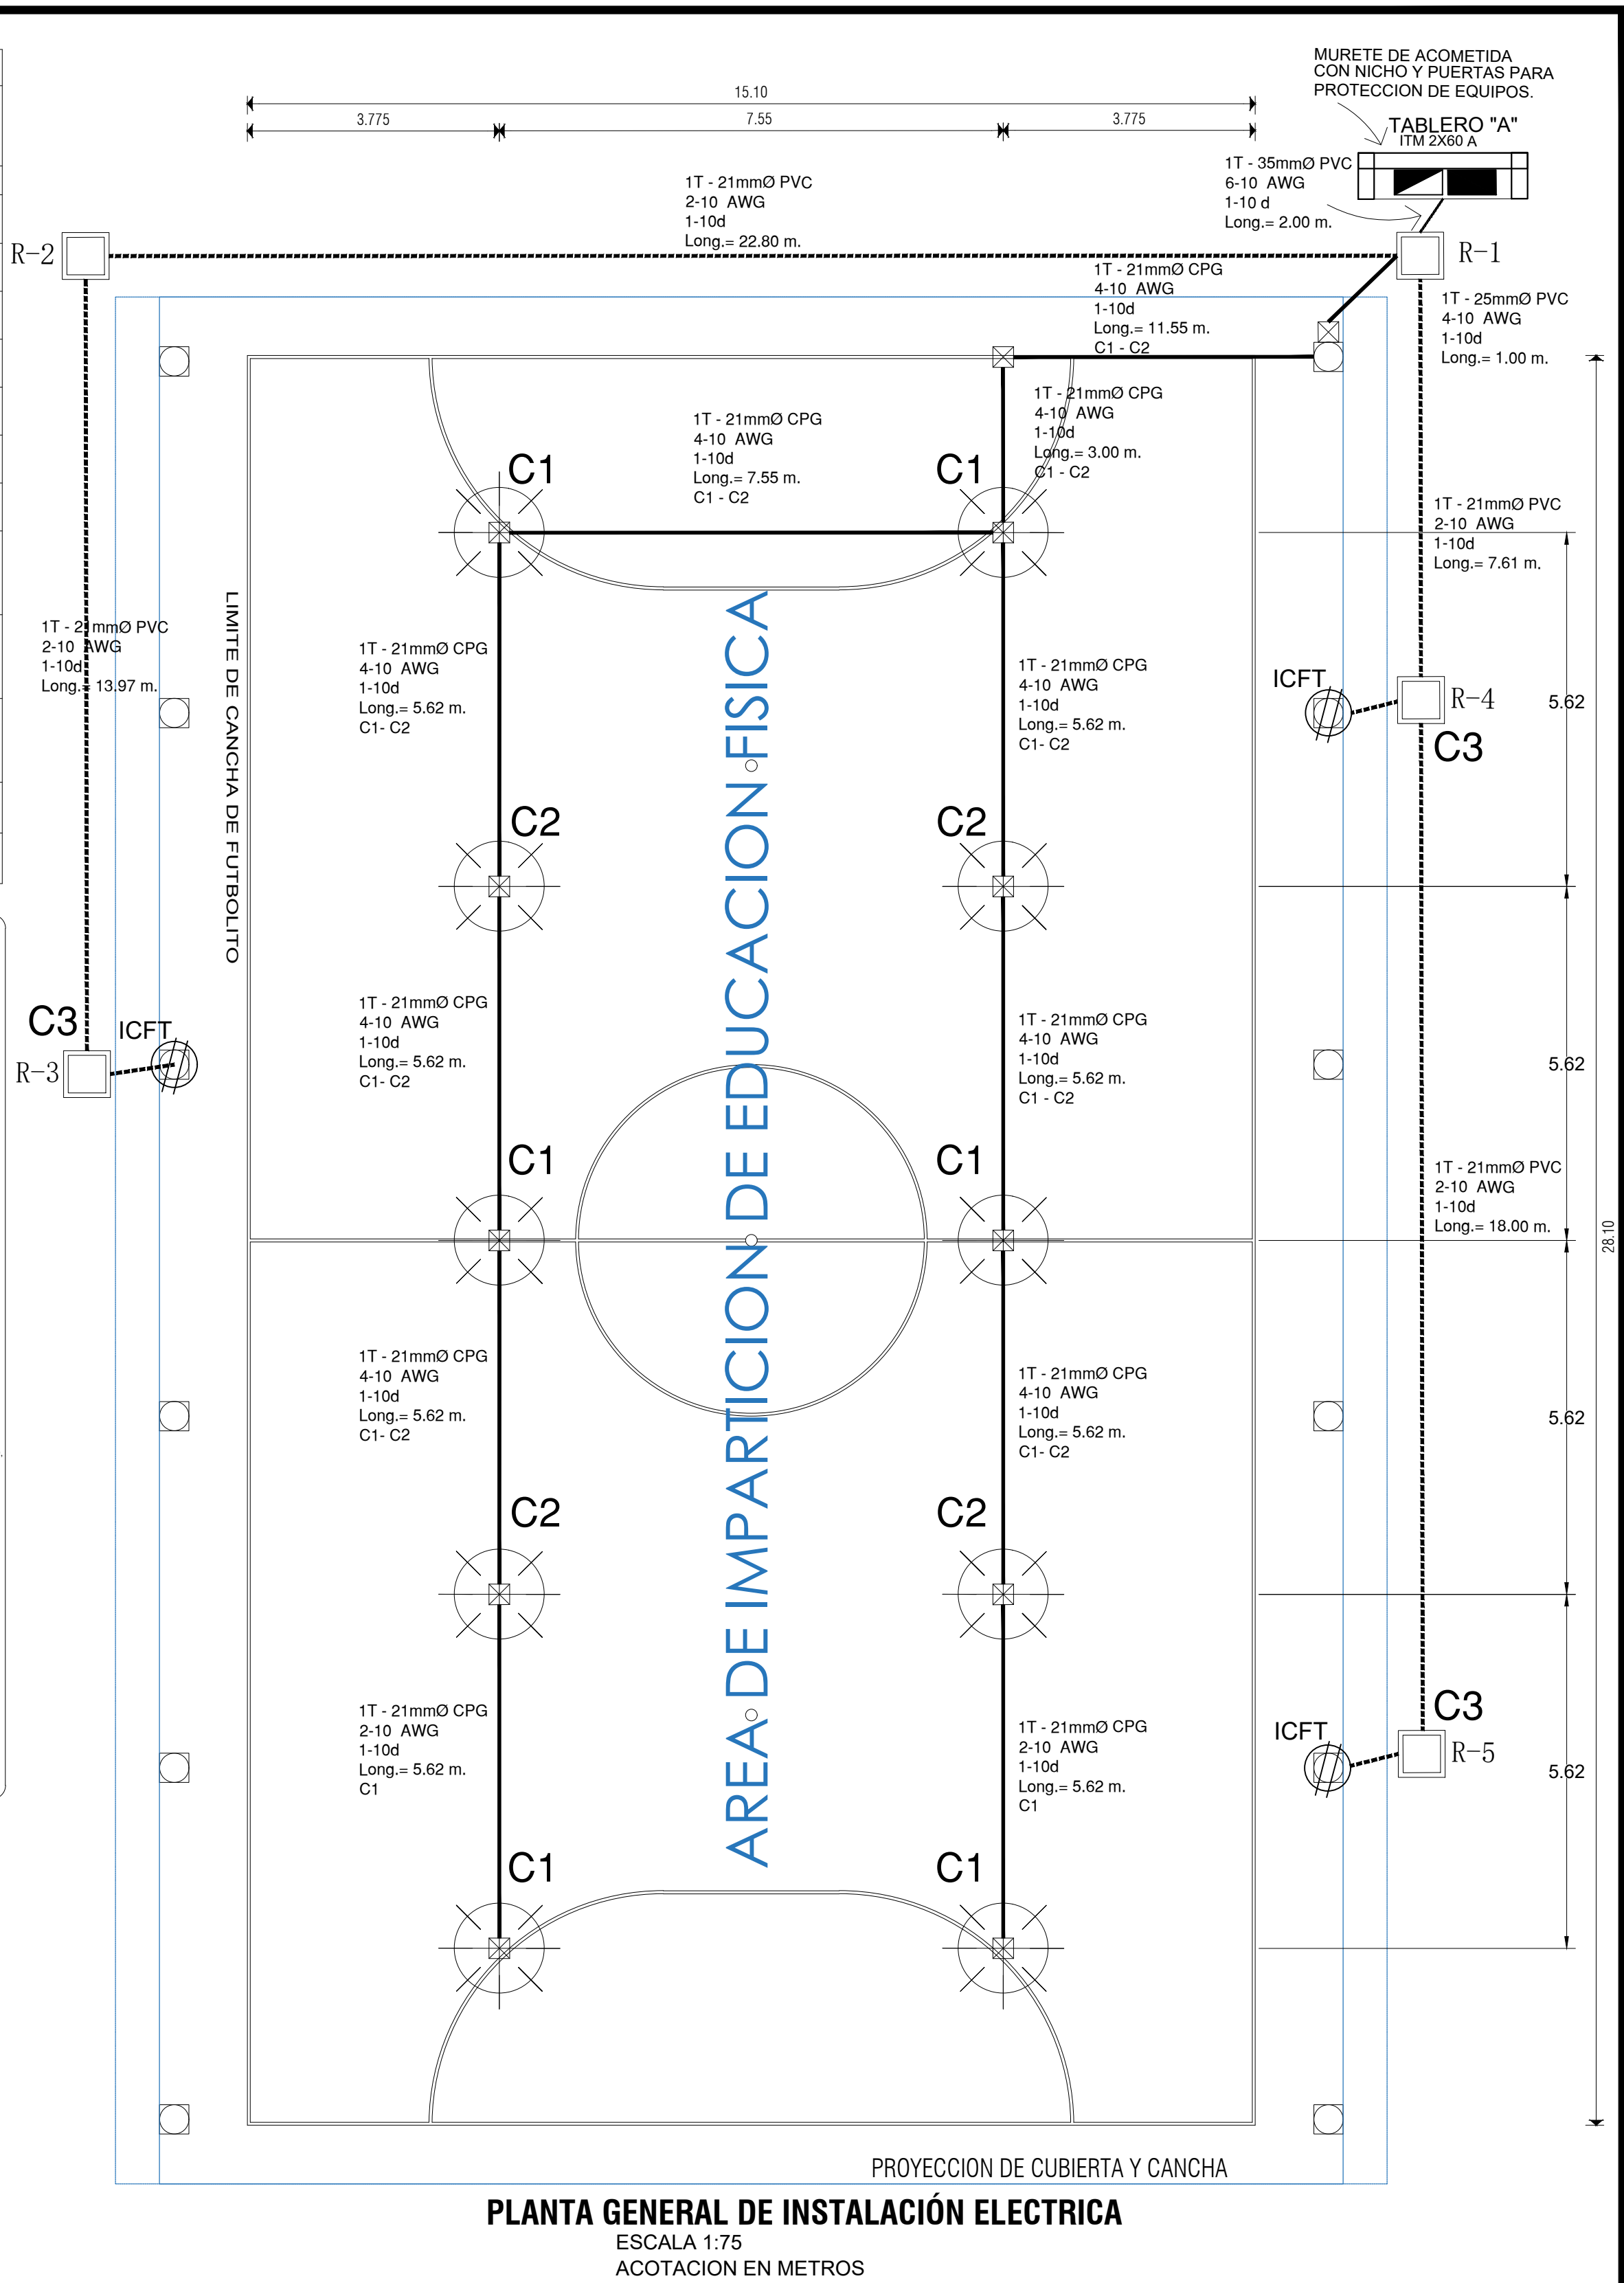 MURETE DE ACOMETIDA
CON NICHO Y PUERTAS PARA
PROTECCION DE EQUIPOS.
15.10
3.775
7.55
3.775
TABLERO "A"
ITM 2X60 A
1T - 35mmØ PVC
6-10 AWG
1-10 d
Long.= 2.00 m.
1T - 21mmØ PVC
2-10 AWG
1-10d
Long.= 22.80 m.
R-2
R-1
1T - 21mmØ CPG
4-10 AWG
1-10d
Long.= 11.55 m.
C1 - C2
1T - 25mmØ PVC
4-10 AWG
1-10d
Long.= 1.00 m.
1T - 21mmØ CPG
4-10 AWG
1-10d
Long.= 3.00 m.
C1 - C2
1T - 21mmØ CPG
4-10 AWG
1-10d
Long.= 7.55 m.
C1 - C2
C1
C1
1T - 21mmØ PVC
2-10 AWG
1-10d
Long.= 7.61 m.
LIMITE DE CANCHA DE FUTBOLITO
1T - 21mmØ PVC
2-10 AWG
1-10d
Long.= 13.97 m.
1T - 21mmØ CPG
4-10 AWG
1-10d
Long.= 5.62 m.
C1- C2
1T - 21mmØ CPG
4-10 AWG
1-10d
Long.= 5.62 m.
C1- C2
ICFT
R-4
C3
5.62
AREA DE IMPARTICION DE EDUCACION FISICA
C2
C2
1T - 21mmØ CPG
4-10 AWG
1-10d
Long.= 5.62 m.
C1- C2
1T - 21mmØ CPG
4-10 AWG
1-10d
Long.= 5.62 m.
C1 - C2
C3
ICFT
R-3
5.62
C1
C1
1T - 21mmØ PVC
2-10 AWG
1-10d
Long.= 18.00 m.
28.10
1T - 21mmØ CPG
4-10 AWG
1-10d
Long.= 5.62 m.
C1- C2
1T - 21mmØ CPG
4-10 AWG
1-10d
Long.= 5.62 m.
C1- C2
5.62
C2
C2
1T - 21mmØ CPG
2-10 AWG
1-10d
Long.= 5.62 m.
C1
1T - 21mmØ CPG
2-10 AWG
1-10d
Long.= 5.62 m.
C1
ICFT
C3
R-5
5.62
C1
C1
PROYECCION DE CUBIERTA Y CANCHA
PLANTA GENERAL DE INSTALACIÓN ELECTRICA
ESCALA 1:75
ACOTACION EN METROS